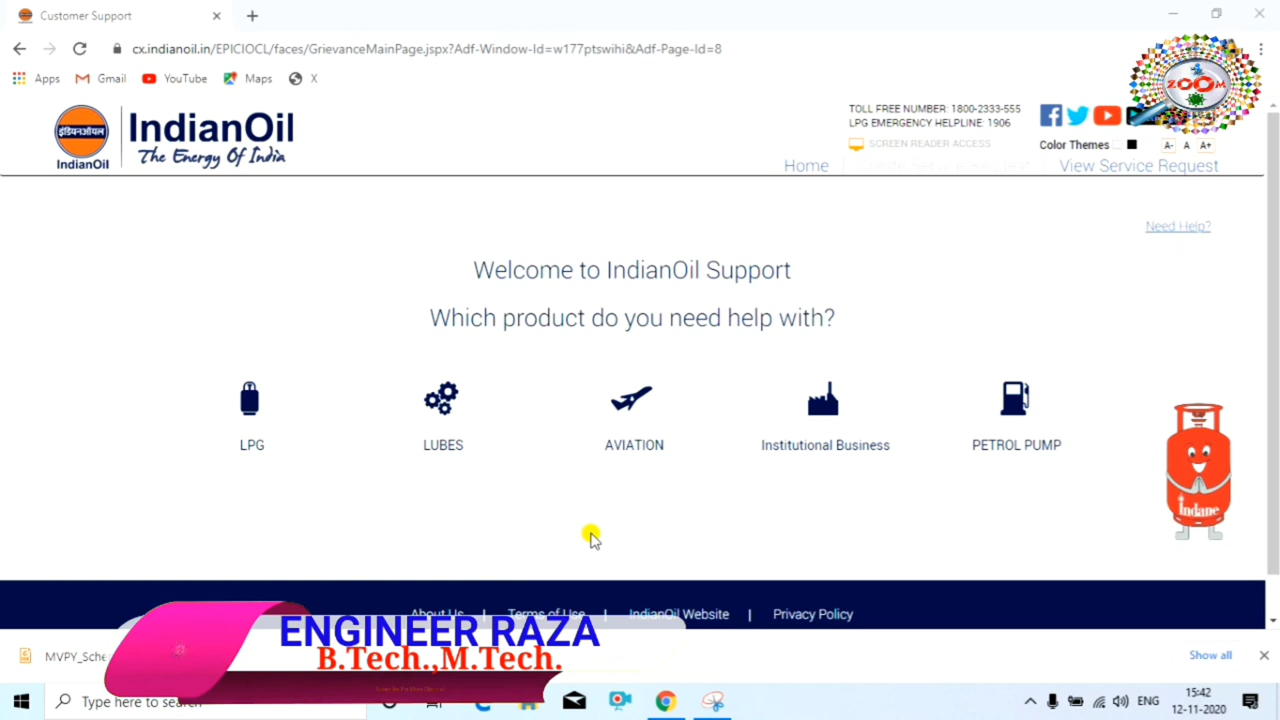 Customer Support
cx.indianoil.in/EPICIOCL/faces/GrievanceMainPage.jspx?Adf-Window-Id=w177ptswihi&Adf-Page-Id=8
Apps Gmail YouTube Maps X
ZOOM
इंडियनऑयल
IndianOil
IndianOil
The Energy Of India
TOLL FREE NUMBER: 1800-2333-555
LPG EMERGENCY HELPLINE: 1906
SCREEN READER ACCESS
Color Themes
A- A A+
Home
View Service Request
Need Help?
Welcome to IndianOil Support
Which product do you need help with?
LPG LUBES AVIATION Institutional Business PETROL PUMP
Indane
About Us | Terms of Use | IndianOil Website | Privacy Policy
ENGINEER RAZA
B.Tech.,M.Tech.
MVPY_Sche
Show all
Type here to search
ENG
15:42
12-11-2020